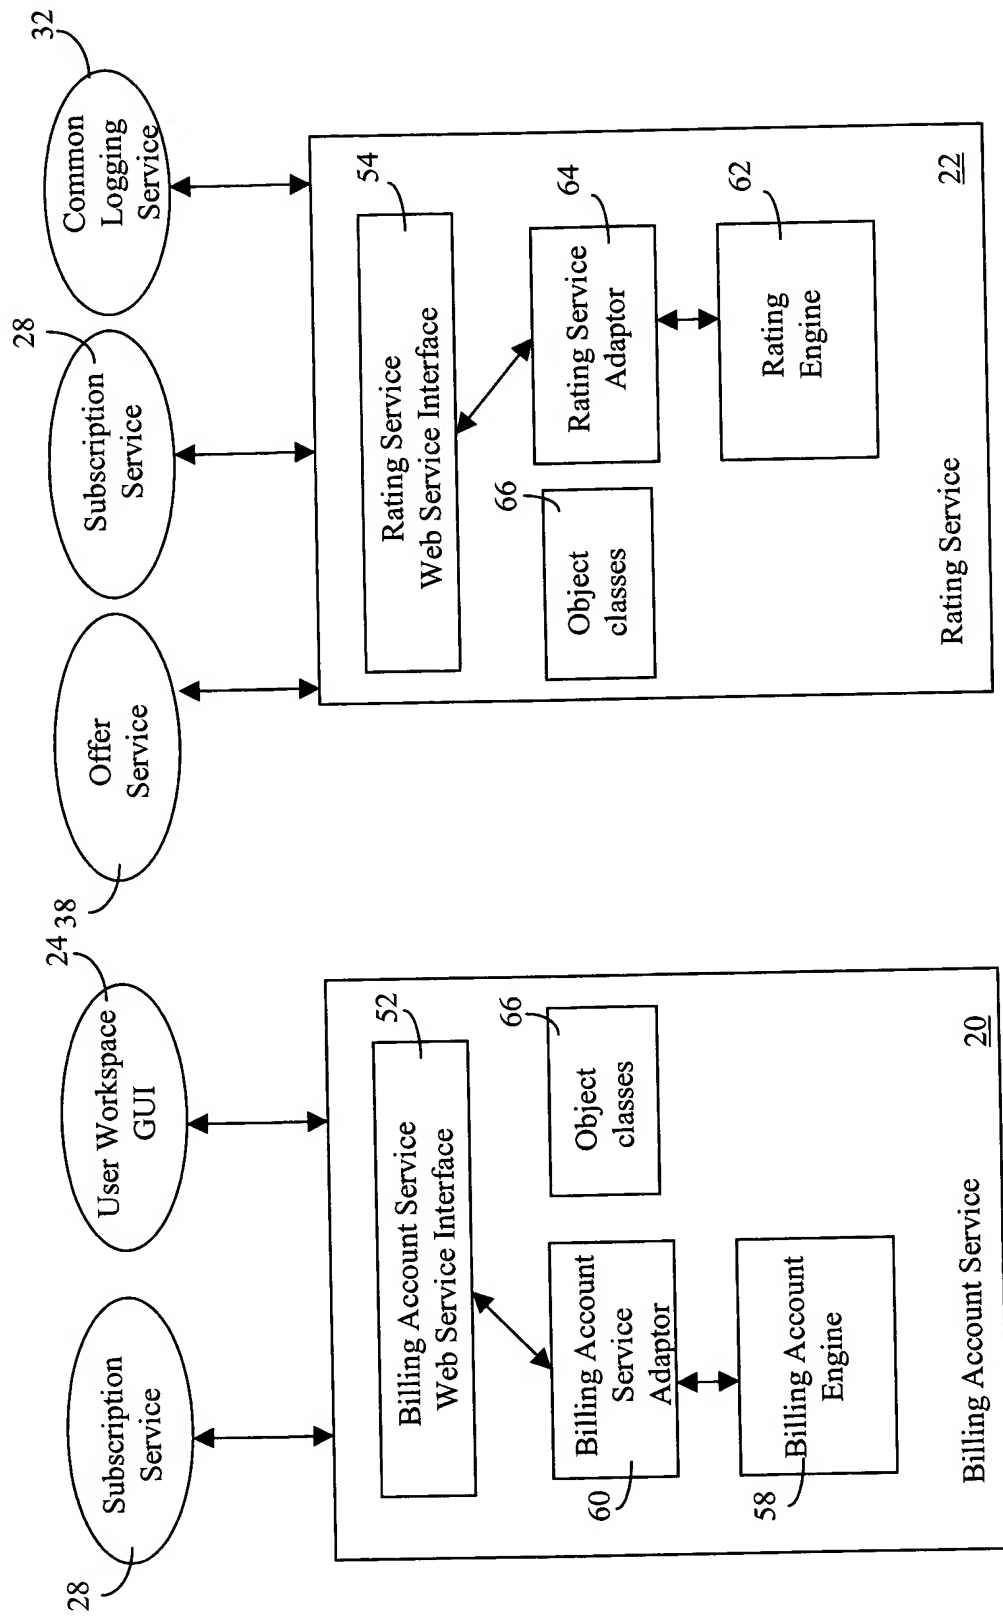 28
Subscription
Service
24
User Workspace
GUI
38
Offer
Service
28
Subscription
Service
32
Common
Logging
Service
52
Billing Account Service
Web Service Interface
60
Billing Account
Service
Adaptor
66
Object
classes
58
Billing Account
Engine
Billing Account Service
20
54
Rating Service
Web Service Interface
66
Object
classes
64
Rating Service
Adaptor
62
Rating
Engine
Rating Service
22